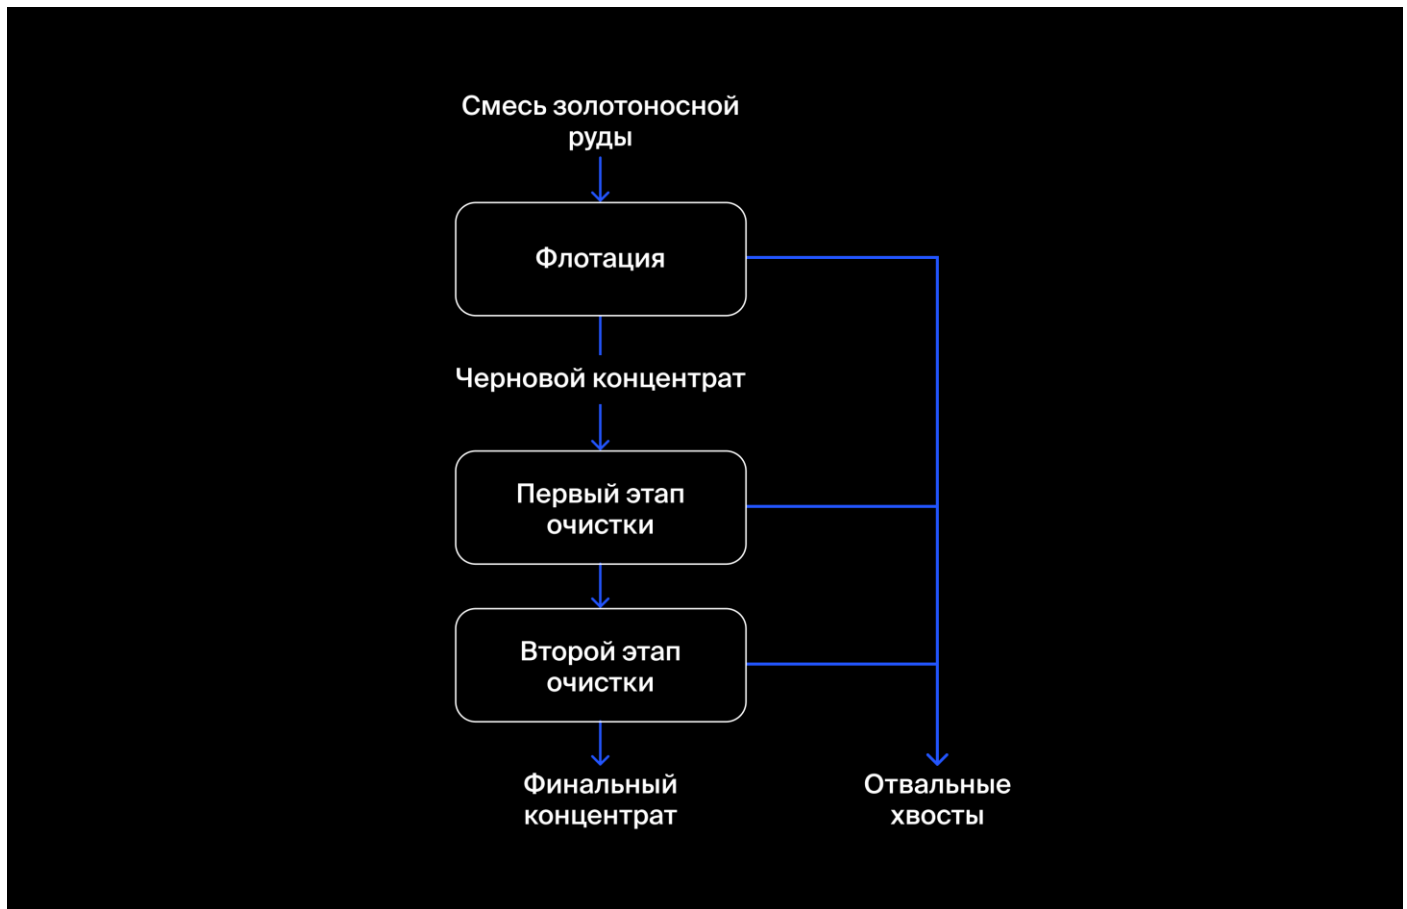 Смесь золотоносной
руды
Флотация
Черновой концентрат
Первый этап
очистки
Второй этап
очистки
Финальный
концентрат
Отвальные
хвосты